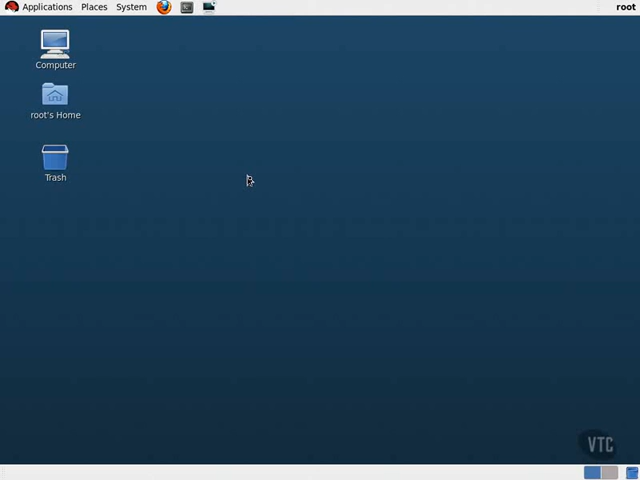 Applications Places System root
Computer
root's Home
Trash
VTC